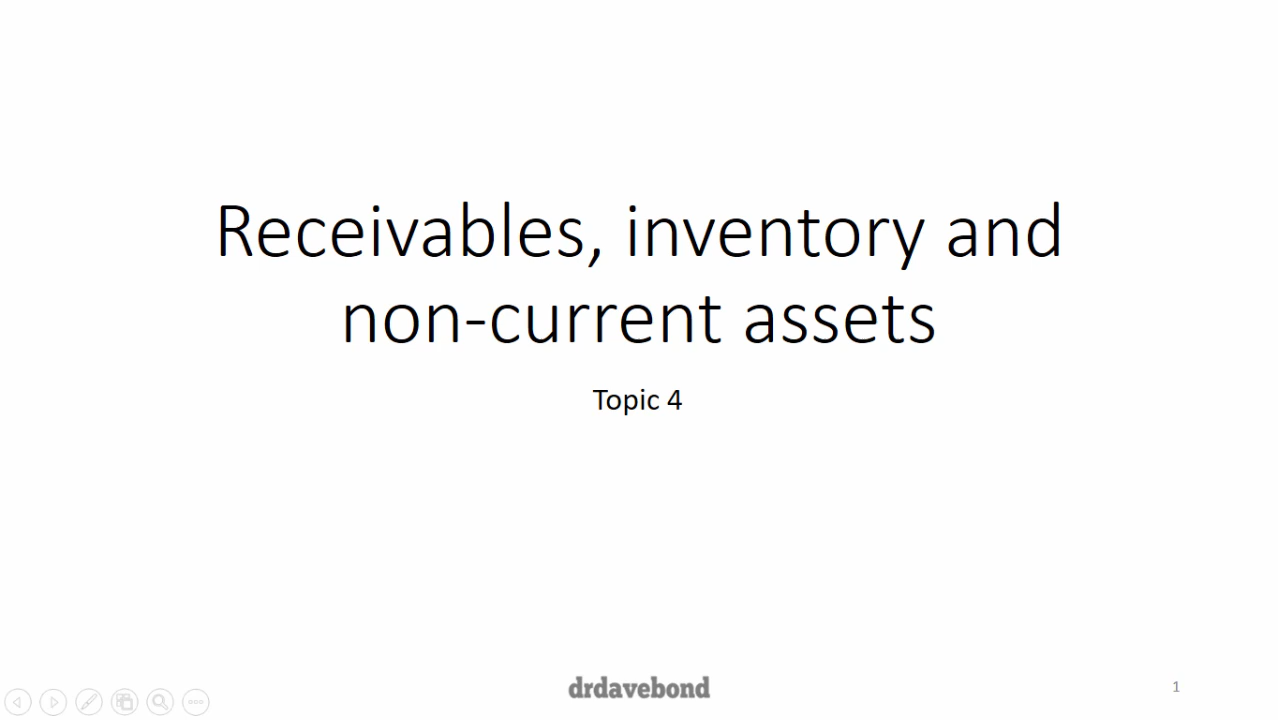 Receivables, inventory and
non-current assets
Topic 4
drdavebond
1